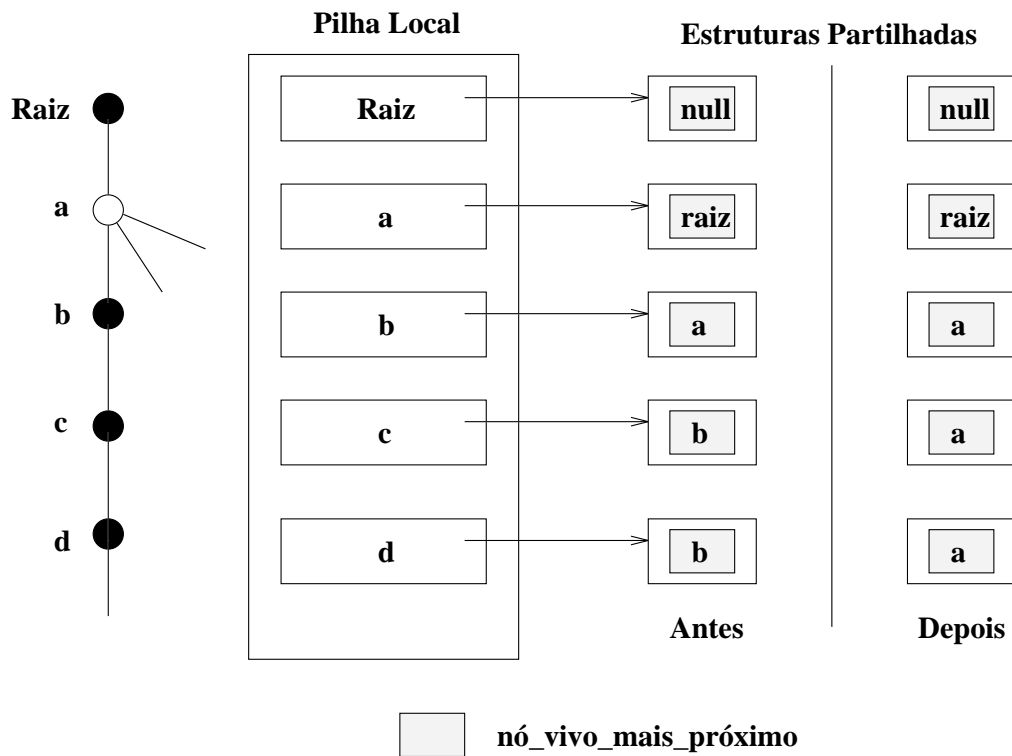 Pilha Local
Estruturas Partilhadas
Raiz
Raiz
null
null
a
a
raiz
raiz
b
b
a
a
c
c
b
a
d
d
b
a
Antes
Depois
nó_vivo_mais_próximo